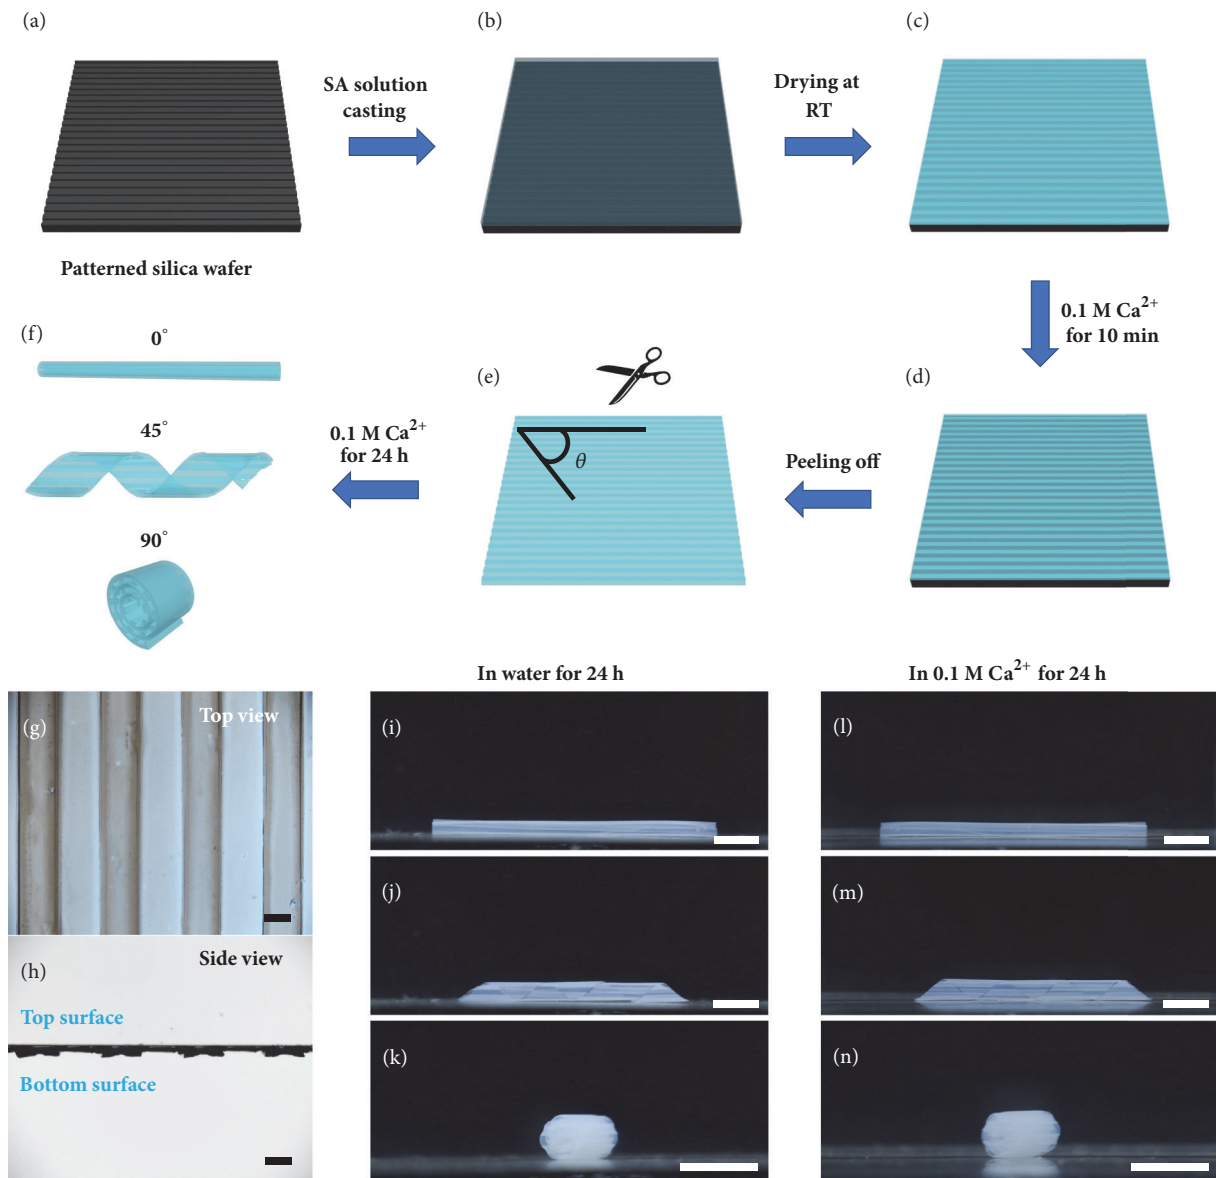 (a)
(b)
(c)
SA solution
casting
Drying at
RT
Patterned silica wafer
0.1 M Ca²⁺
for 10 min
(f)
0°
45°
90°
0.1 M Ca²⁺
for 24 h
(e)
θ
Peeling off
(d)
In water for 24 h
In 0.1 M Ca²⁺ for 24 h
(g)
Top view
(h)
Side view
Top surface
Bottom surface
(i)
(j)
(k)
(l)
(m)
(n)